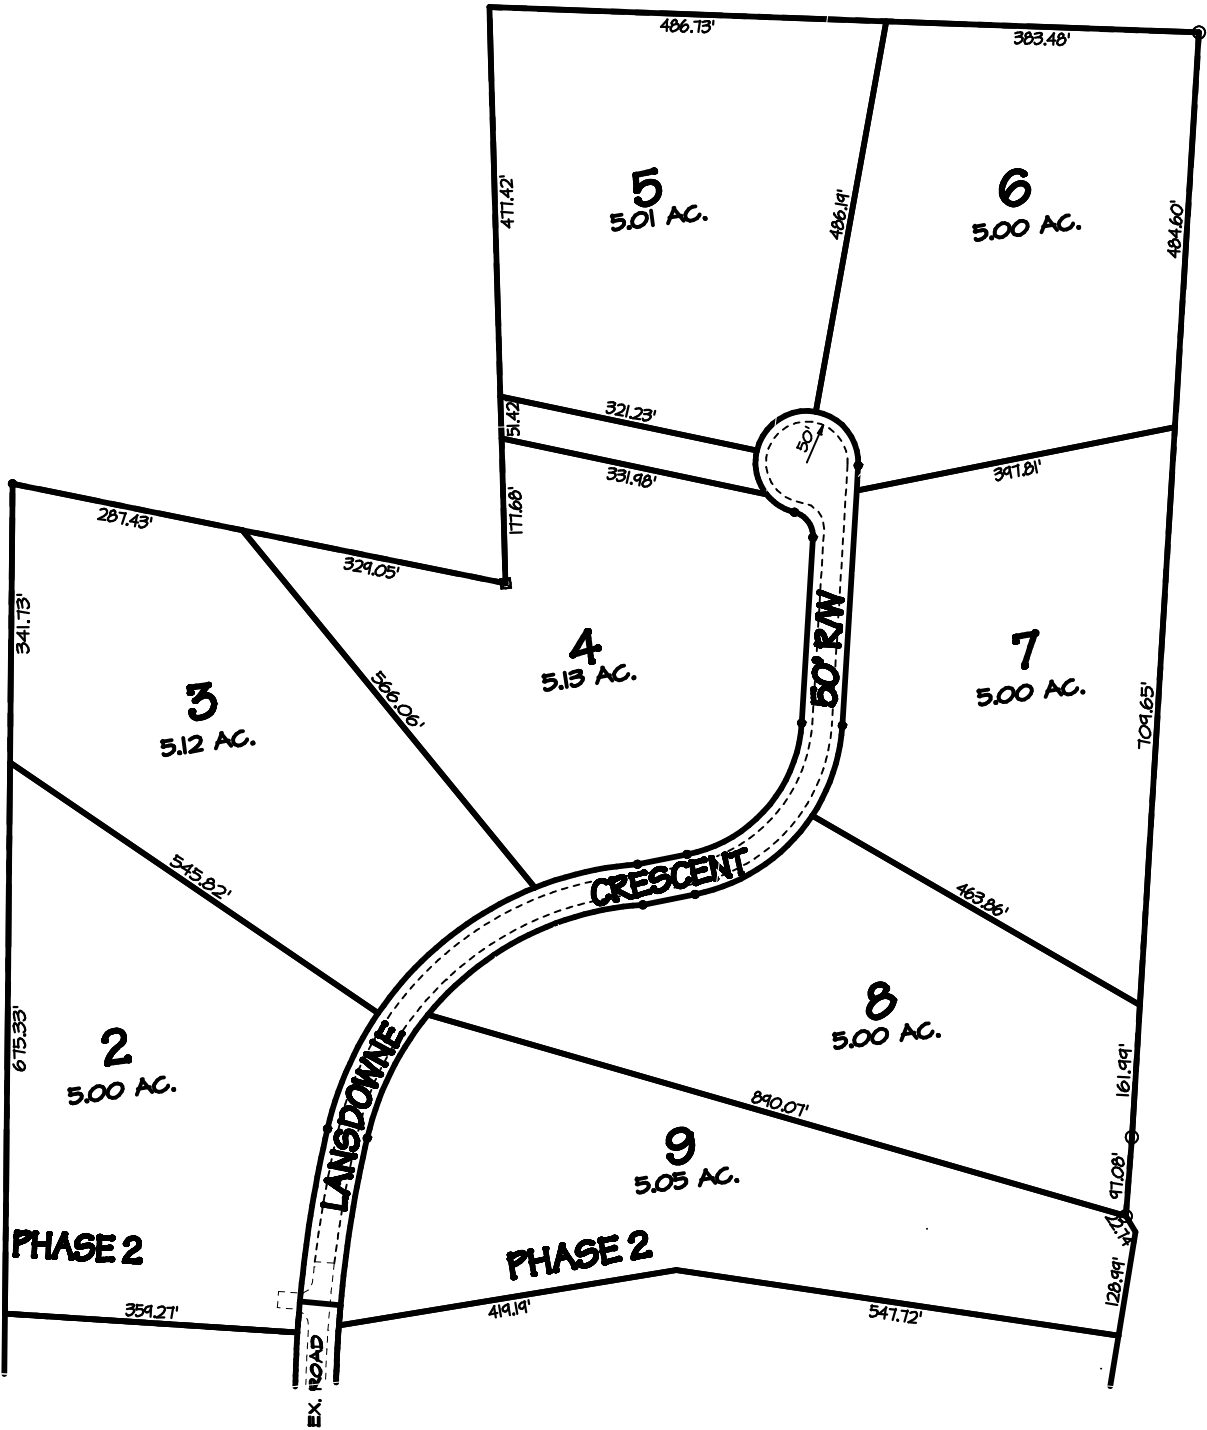 486.73'
383.48'
477.42'
5
5.01 AC.
486.19'
6
5.00 AC.
484.60'
321.23'
51.42'
50'
331.98'
397.81'
177.68'
287.43'
329.05'
341.73'
50' R/W
4
5.13 AC.
7
5.00 AC.
3
5.12 AC.
566.06'
709.65'
545.82'
CRESCENT
463.86'
8
5.00 AC.
675.33'
2
5.00 AC.
LANSDOWNE
161.99'
890.07'
9
5.05 AC.
97.08'
PHASE 2
PHASE 2
128.99'
359.27'
419.19'
547.72'
EX. ROAD